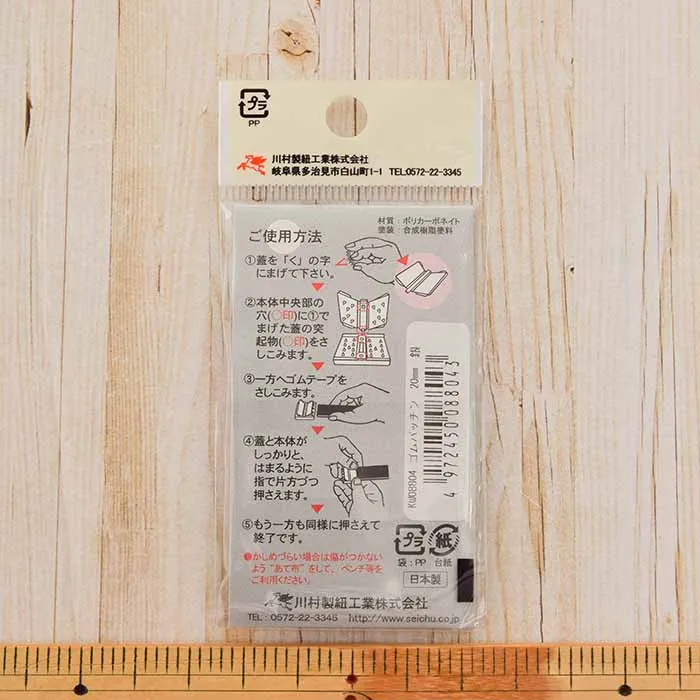 プラ
PP
川村製紐工業株式会社
岐阜県多治見市白山町1-1 TEL:0572-22-3345
材質：ポリカーボネイト
塗装：合成樹脂塗料
ご使用方法
①蓋を「く」の字
にまげて下さい。
②本体中央部の
穴(〇印)に①で
まげた蓋の突
起物(〇印)をさ
しこみます。
③一方へゴムテープを
さしこみます。
④蓋と本体が
しっかりと、
はまるように
指で片方づつ
押さえます。
⑤もう一方も同様に押さえて
終了です。
●かしめづらい場合は傷がつかない
よう“あて布”をして、ペンチ等を
ご利用ください。
KW08804 ゴムパッチン 20mm 銀
4 972450 088043
プラ 紙
袋：PP 台紙
日本製
川村製紐工業株式会社
TEL：0572-22-3345 http://www.seichu.co.jp